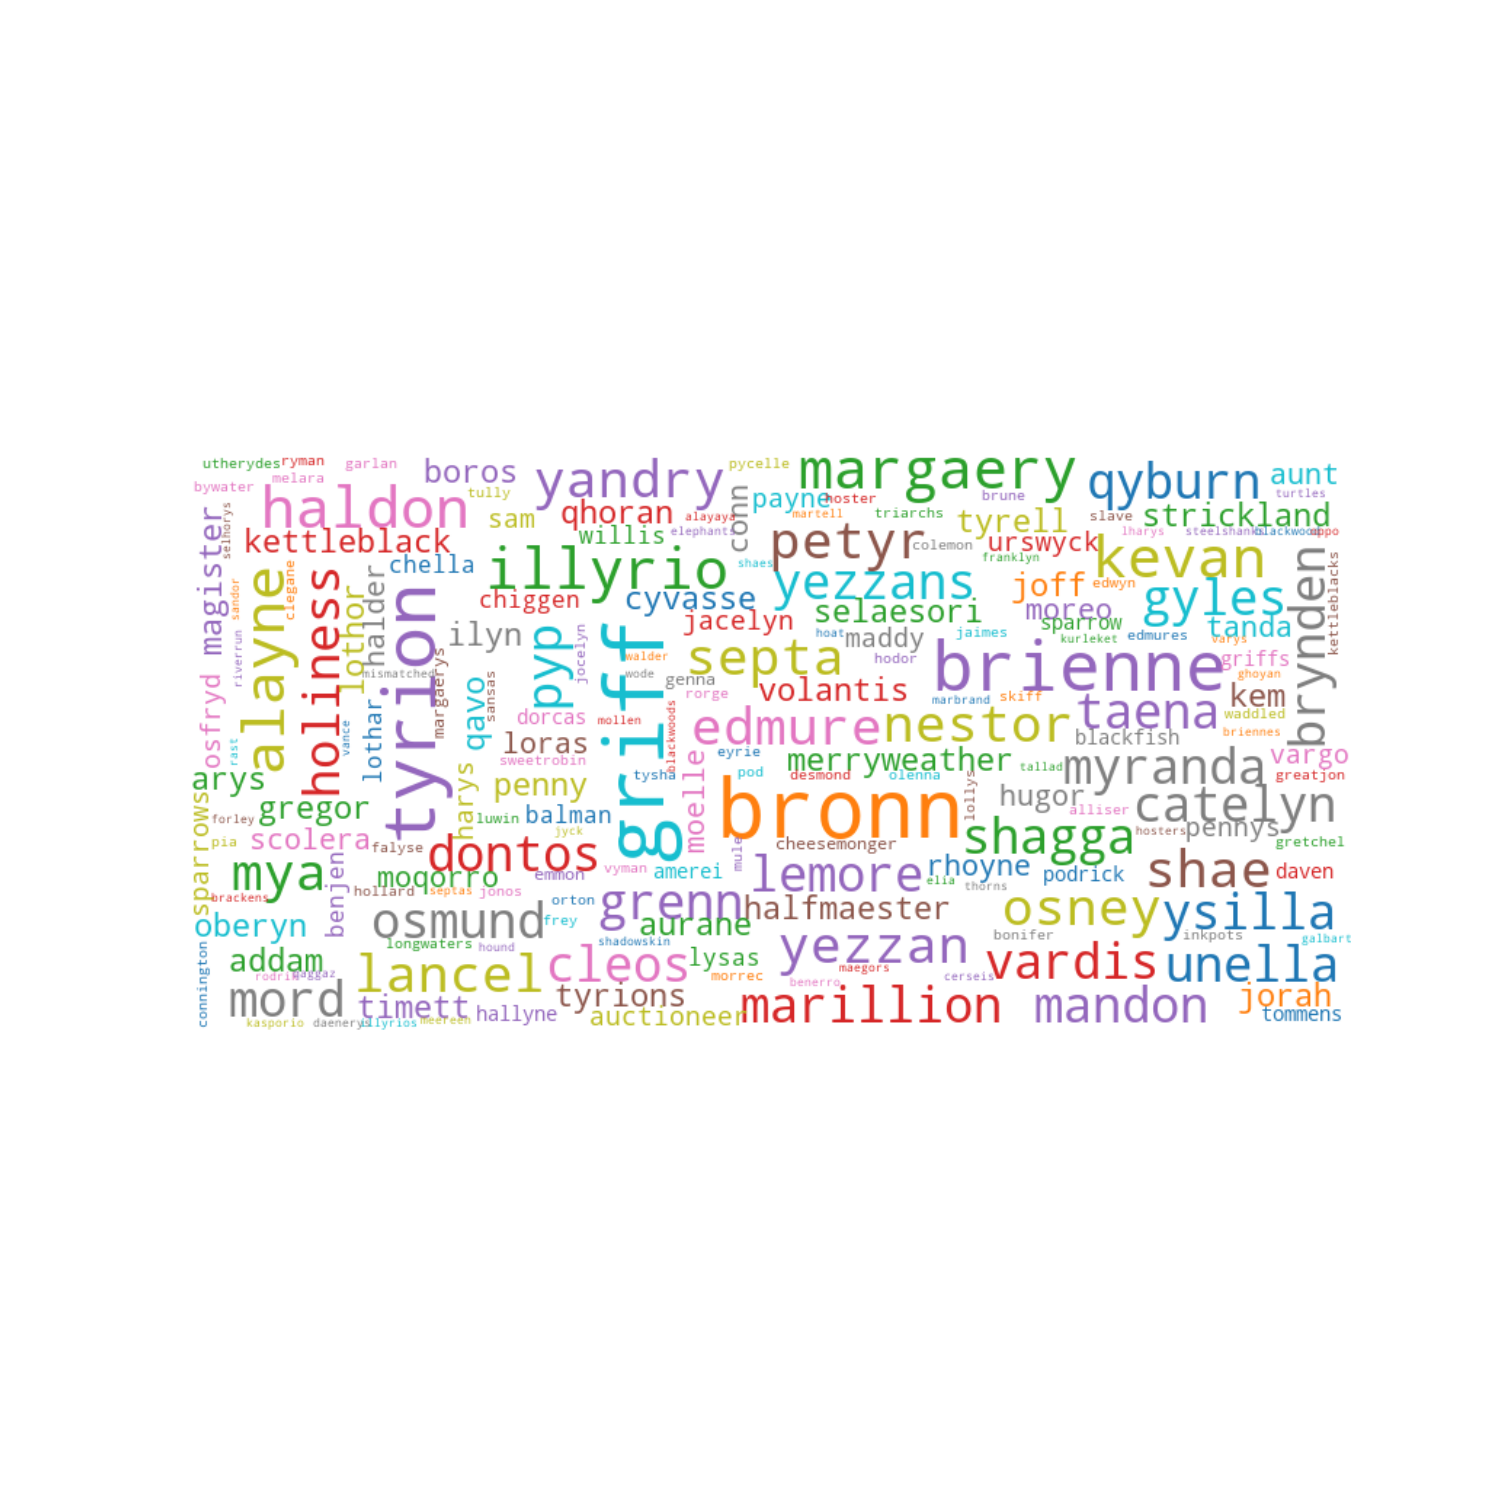 utherydes ryman garlan boros yandry pycelle margaery qyburn aunt
bywater melara tully conn payne hoster brune turtles
haldon sam qhoran alayaya martell triarchs tyrell slave strickland
magister selhorys kettleblack willis elephants petyr colemon urswyck lharys steelshanks blackwood oppo
chella illyrio shaes franklyn kevan brynden kettleblacks
sandor clegane alayne holiness lothor halder tyrion chiggen cyvasse yezzans joff edwyn gyles
ilyn pyp jocelyn griff jacelyn selaesori moreo sparrow tanda
riverrun hoat maddy jaimes kurleket edmures varys
mismatched margaerys walder septa hodor brienne griffs
osfryd wode genna ghoyan
qavo sansas rorge volantis marbrand skiff taena kem
lothar vance dorcas mollen blackwoods edmure nestor waddled
rast loras briennes
arys sweetrobin tysha moelle eyrie merryweather blackfish vargo
harys penny pod desmond olenna tallad myranda greatjon
sparrows gregor luwin balman bronn lollys hugor alliser catelyn
forley jyck shagga hosters pennys
pia scolera falyse dontos mule cheesemonger gretchel
mya benjen moqorro emmon vyman amerei lemore rhoyne podrick shae daven
brackens hollard septas jonos elia thorns
orton grenn halfmaester osney ysilla
oberyn osmund frey aurane
longwaters hound shadowskin yezzan bonifer inkpots galbart
connington addam lancel cleos lysas vardis unella
rodrik haggaz morrec maegors cerseis
mord timett tyrions benerro marillion mandon jorah
hallyne auctioneer tommens
kasporio daenerys illyrios meereen